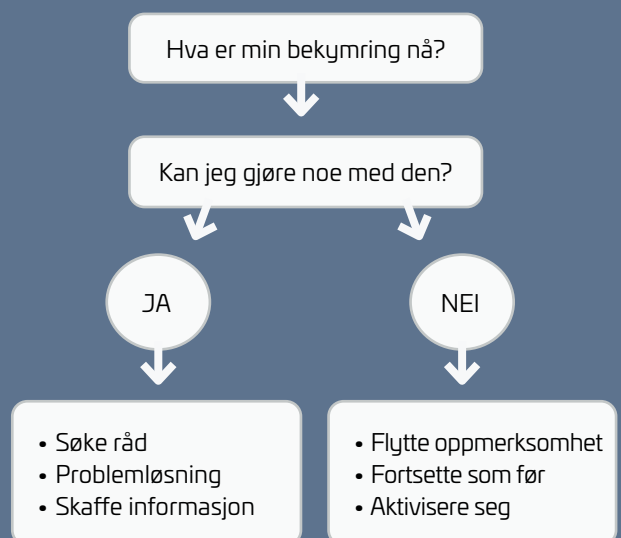 Hva er min bekymring nå?
Kan jeg gjøre noe med den?
JA
NEI
• Søke råd
• Problemløsning
• Skaffe informasjon
• Flytte oppmerksomhet
• Fortsette som før
• Aktivisere seg